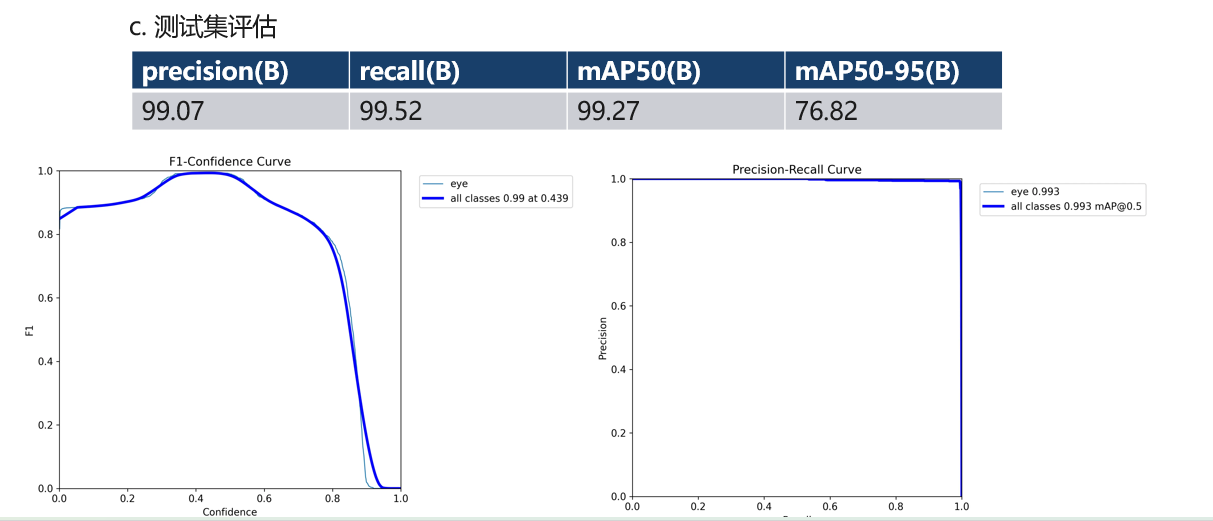 c. 测试集评估
precision(B) recall(B) mAP50(B) mAP50-95(B)
99.07 99.52 99.27 76.82
F1-Confidence Curve
1.0
0.8
0.6
0.4
0.2
0.0
F1
0.0 0.2 0.4 0.6 0.8 1.0
Confidence
eye
all classes 0.99 at 0.439
Precision-Recall Curve
1.0
0.8
0.6
0.4
0.2
0.0
Precision
0.0 0.2 0.4 0.6 0.8 1.0
eye 0.993
all classes 0.993 mAP@0.5